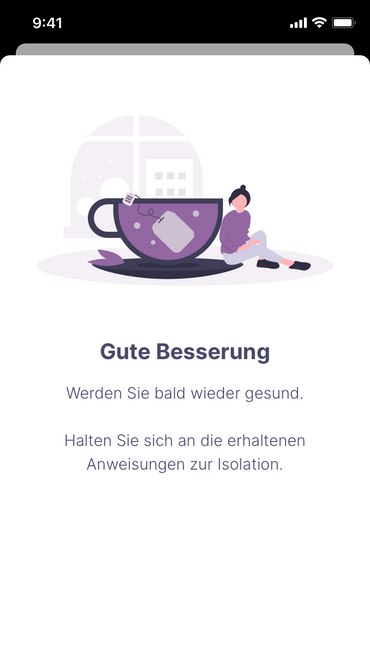 9:41
Gute Besserung
Werden Sie bald wieder gesund.
Halten Sie sich an die erhaltenen
Anweisungen zur Isolation.